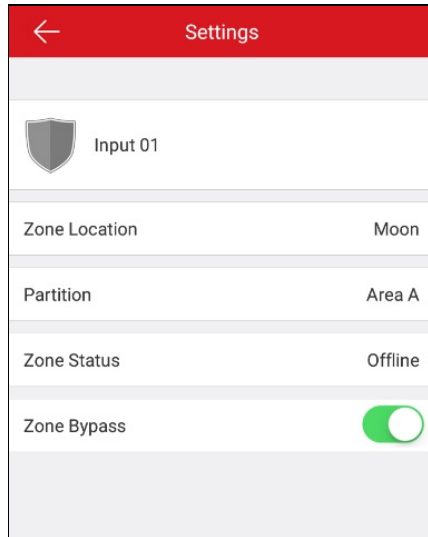 Settings
Input 01
Zone Location Moon
Partition Area A
Zone Status Offline
Zone Bypass